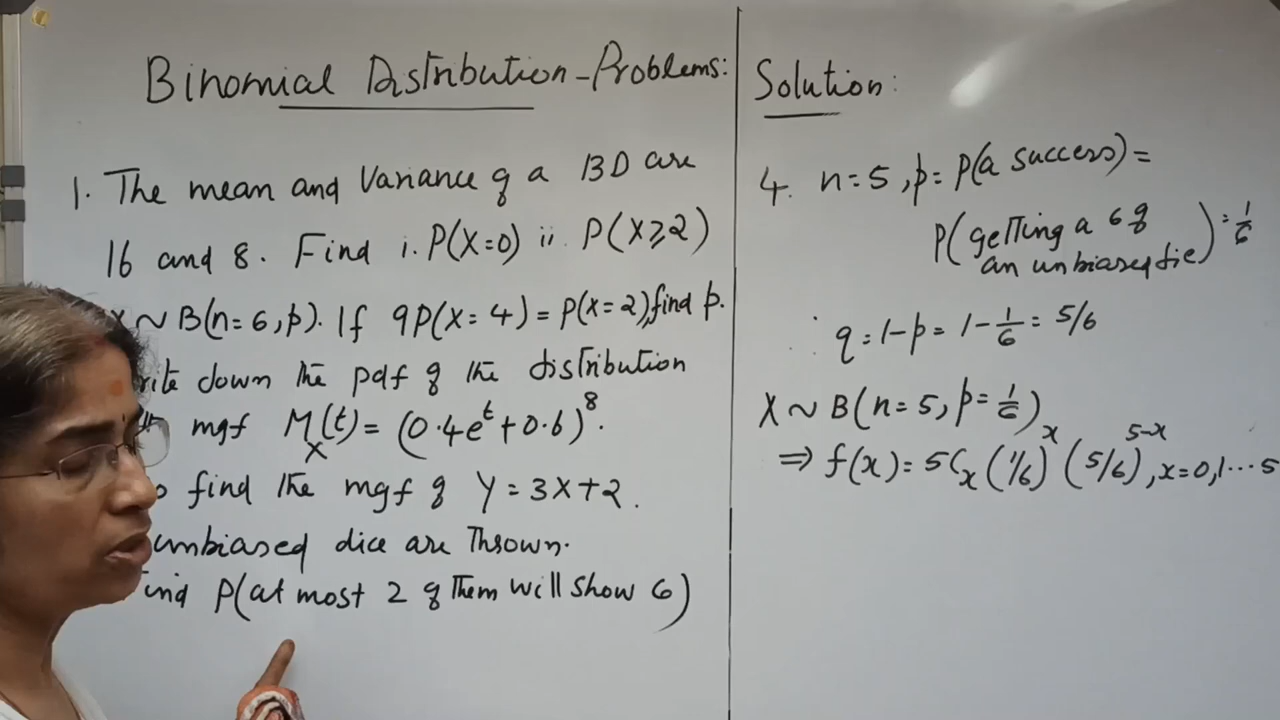 Binomial Distribution - Problems:
1. The mean and Variance of a BD are
16 and 8. Find i. P(X=0) ii. P(X≥2)
X ~ B(n=6, p). If 9P(X=4) = P(X=2), find p.
rite down the pdf of the distribution
mgf M_X(t) = (0.4e^t + 0.6)^8.
o find the mgf of Y = 3X+2.
unbiased dice are thrown.
ind P(at most 2 of them will show 6)
Solution:
4. n=5, p = P(a success) =
P(getting a 6 of an unbiased die) = 1/6
q = 1-p = 1 - 1/6 = 5/6
X ~ B(n=5, p=1/6)
⇒ f(x) = 5C_x (1/6)^x (5/6)^5-x, x=0,1...5